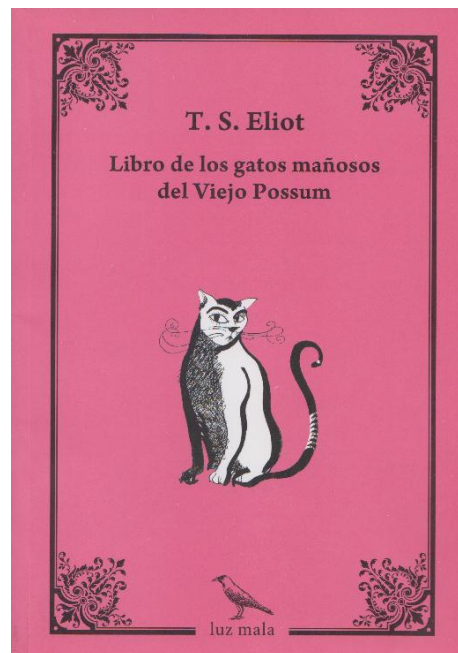 T. S. Eliot
Libro de los gatos mañosos
del Viejo Possum
luz mala